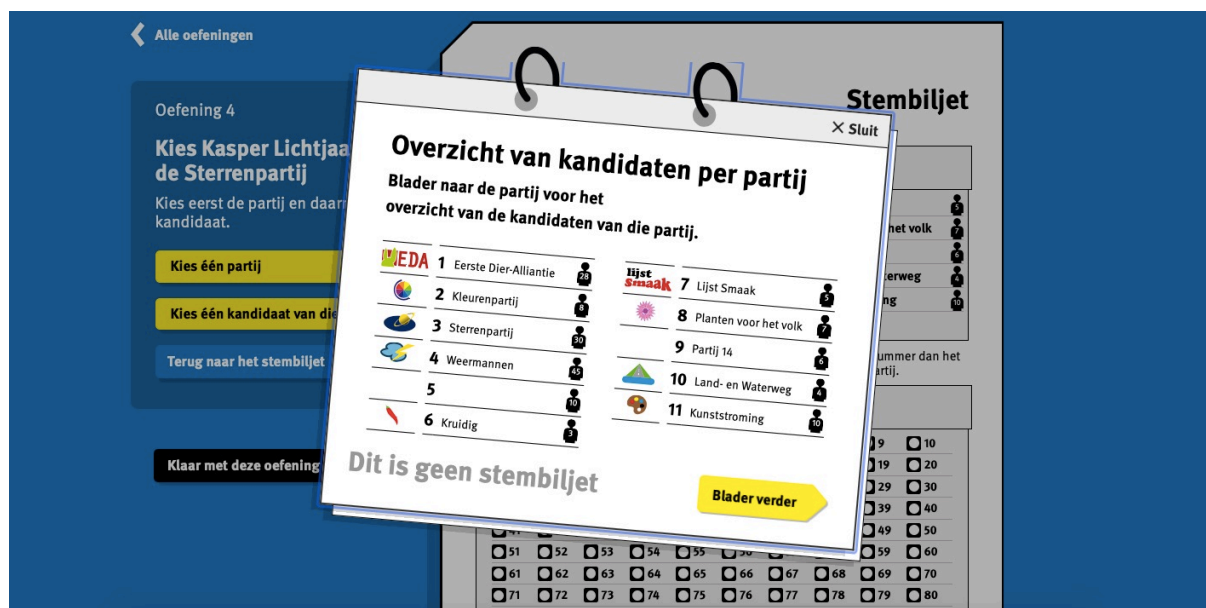 Alle oefeningen
Oefening 4
Kies Kasper Lichtjaa
de Sterrenpartij
Kies eerst de partij en daarn
kandidaat.
Kies één partij
Kies één kandidaat van die
Terug naar het stembiljet
Klaar met deze oefening
Stembiljet
× Sluit
Overzicht van kandidaten per partij
Blader naar de partij voor het
overzicht van de kandidaten van die partij.
EDA 1 Eerste Dier-Alliantie 28
2 Kleurenpartij 8
3 Sterrenpartij 30
4 Weermannen 45
5 10
6 Kruidig 3
lijst
smaak 7 Lijst Smaak 5
8 Planten voor het volk 7
9 Partij 14 6
10 Land- en Waterweg 4
11 Kunststroming 10
Dit is geen stembiljet
Blader verder
5
het volk 7
6
terweg 4
ng 10
ummer dan het
artij.
9 10
19 20
29 30
39 40
49 50
51 52 53 54 55 59 60
61 62 63 64 65 66 67 68 69 70
71 72 73 74 75 76 77 78 79 80